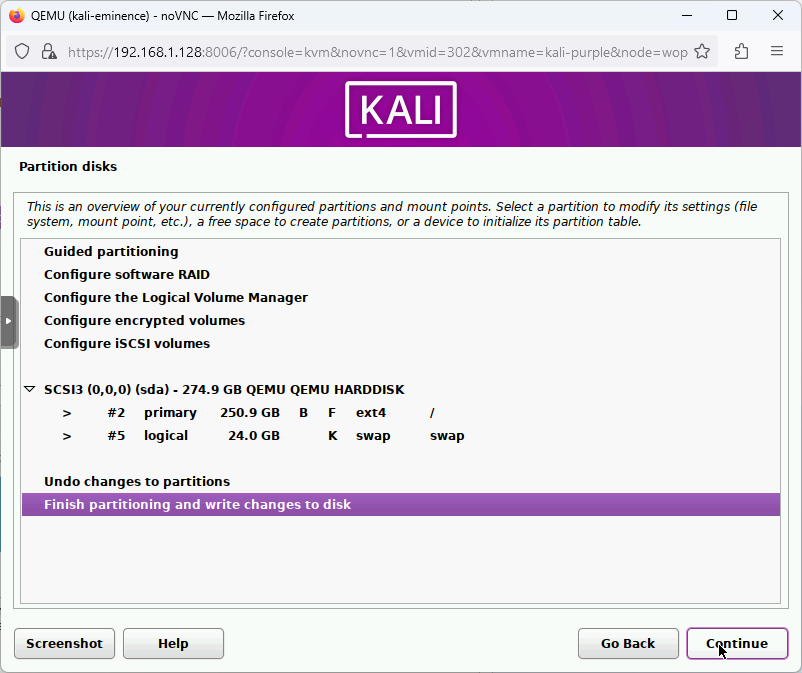 QEMU (kali-eminence) - noVNC — Mozilla Firefox
https://192.168.1.128:8006/?console=kvm&novnc=1&vmid=302&vmname=kali-purple&node=wop
KALI
Partition disks
This is an overview of your currently configured partitions and mount points. Select a partition to modify its settings (file
system, mount point, etc.), a free space to create partitions, or a device to initialize its partition table.
Guided partitioning
Configure software RAID
Configure the Logical Volume Manager
Configure encrypted volumes
Configure iSCSI volumes
SCSI3 (0,0,0) (sda) - 274.9 GB QEMU QEMU HARDDISK
> #2 primary 250.9 GB B F ext4 /
> #5 logical 24.0 GB K swap swap
Undo changes to partitions
Finish partitioning and write changes to disk
Screenshot Help Go Back Continue